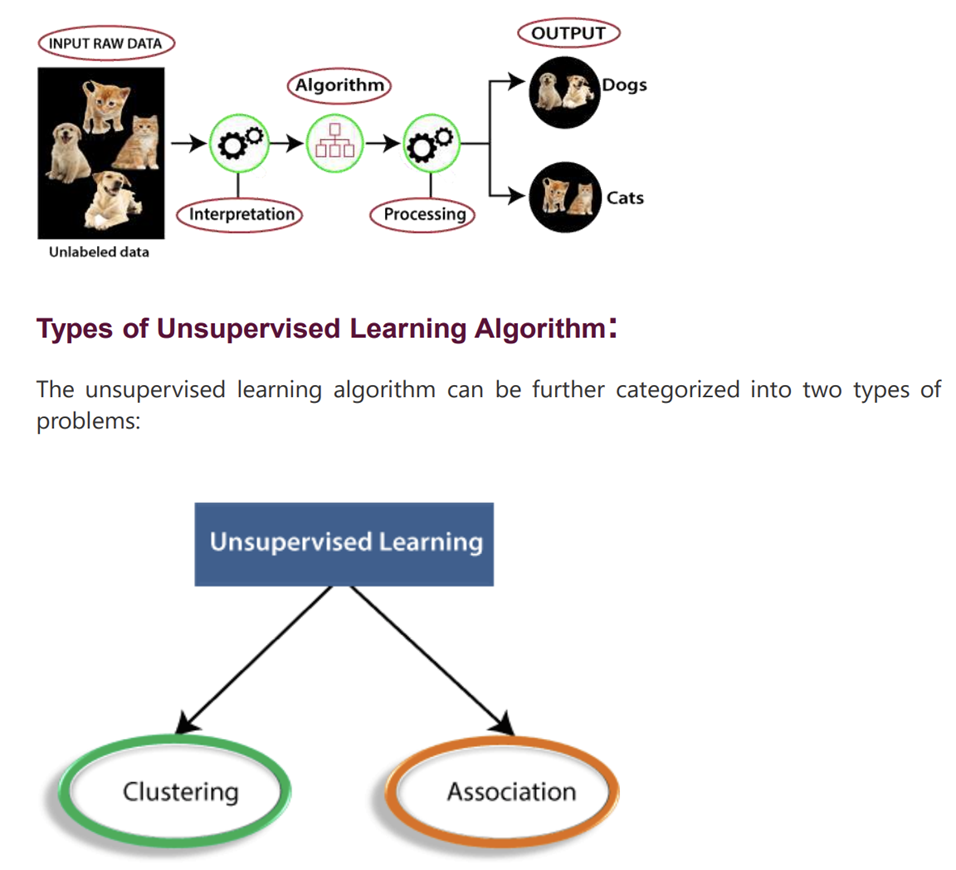 INPUT RAW DATA
OUTPUT
Algorithm
Dogs
Interpretation
Processing
Cats
Unlabeled data
Types of Unsupervised Learning Algorithm:
The unsupervised learning algorithm can be further categorized into two types of
problems:
Unsupervised Learning
Clustering
Association